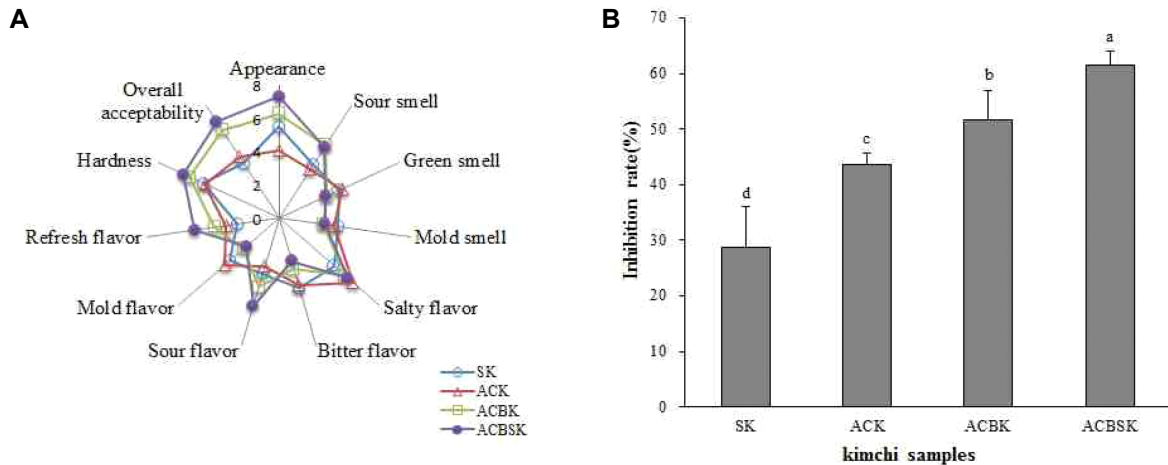 A
Appearance
Sour smell
Green smell
Mold smell
Salty flavor
Bitter flavor
Sour flavor
Mold flavor
Refresh flavor
Hardness
Overall
acceptability
8
6
4
2
0
SK
ACK
ACBK
ACBSK
B
70
60
50
40
30
20
10
0
Inhibition rate(%)
d
c
b
a
SK ACK ACBK ACBSK
kimchi samples